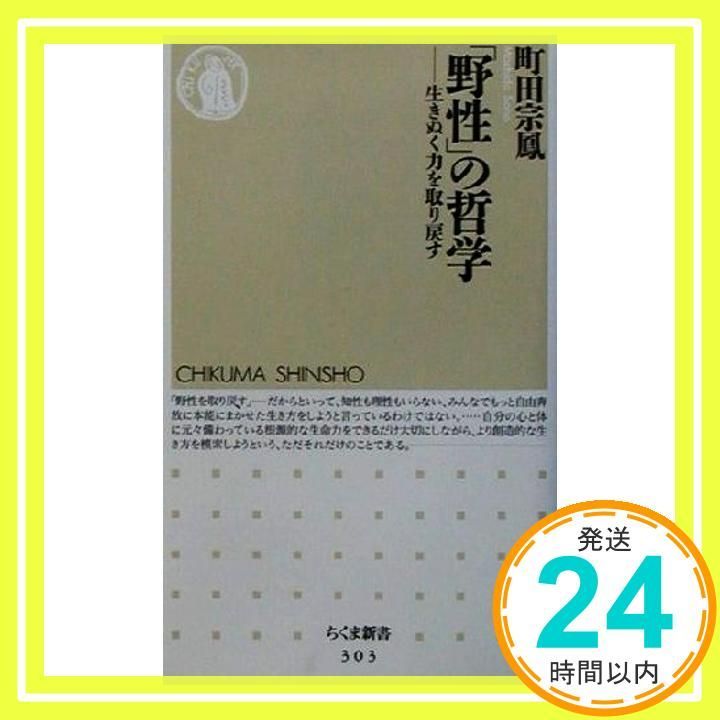 町田宗鳳
Machida Soho
「野性」の哲学
──生きぬく力を取り戻す
CHIKUMA SHINSHO
「野性を取り戻す」──だからといって、知性も理性もいらない、みんなでもっと自由奔
放に本能にまかせた生き方をしようと言っているわけではない。……自分の心と体
に元々備わっている根源的な生命力をできるだけ大切にしながら、より創造的な生
き方を模索しようという、ただそれだけのことである。
ちくま新書
303
発送
24
時間以内